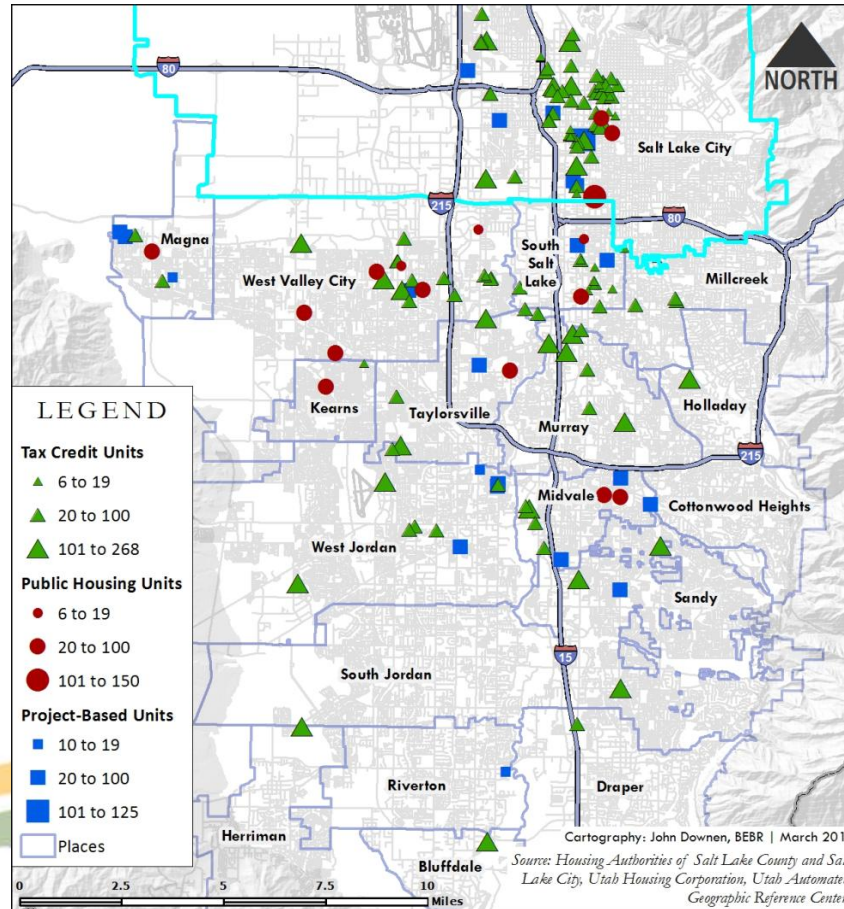 80
NORTH
Salt Lake City
215
80
Magna
South
Salt
Lake
West Valley City
Millcreek
LEGEND
Tax Credit Units
6 to 19
20 to 100
101 to 268
Public Housing Units
6 to 19
20 to 100
101 to 150
Project-Based Units
10 to 19
20 to 100
101 to 125
Places
Kearns
Taylorsville
Holladay
Murray
215
Midvale
Cottonwood Heights
West Jordan
Sandy
15
South Jordan
Riverton
Draper
Herriman
Bluffdale
Cartography: John Downen, BEBR | March 201
Source: Housing Authorities of Salt Lake County and Sa
Lake City, Utah Housing Corporation, Utah Automate
Geographic Reference Center
0 2.5 5 7.5 10
Miles